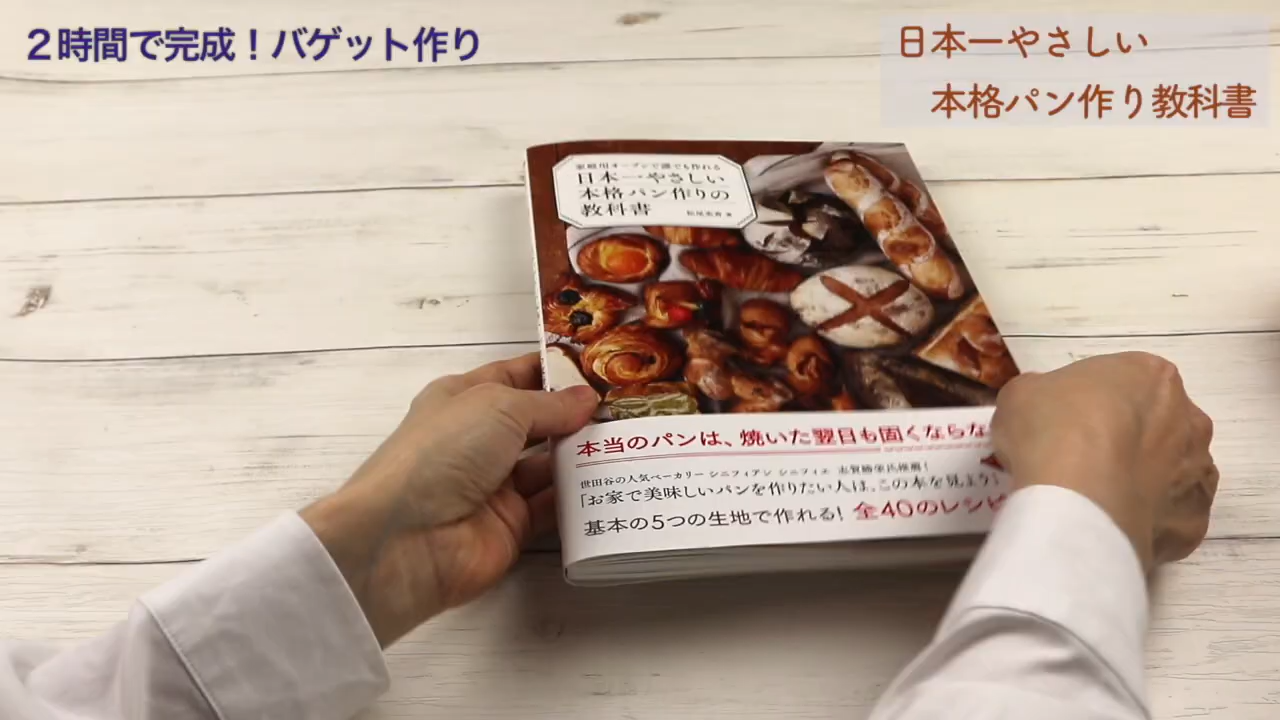 2時間で完成！バゲット作り
日本一やさしい
本格パン作り教科書
家庭用オーブンで誰でも作れる
日本一やさしい
本格パン作りの
教科書
松尾美香 著
本当のパンは、焼いた翌日も固くならな
世田谷の人気ベーカリー シニフィアン シニフィエ 志賀勝栄氏推薦！
「お家で美味しいパンを作りたい人は、この本を見よう」
基本の5つの生地で作れる！ 全40のレシピ